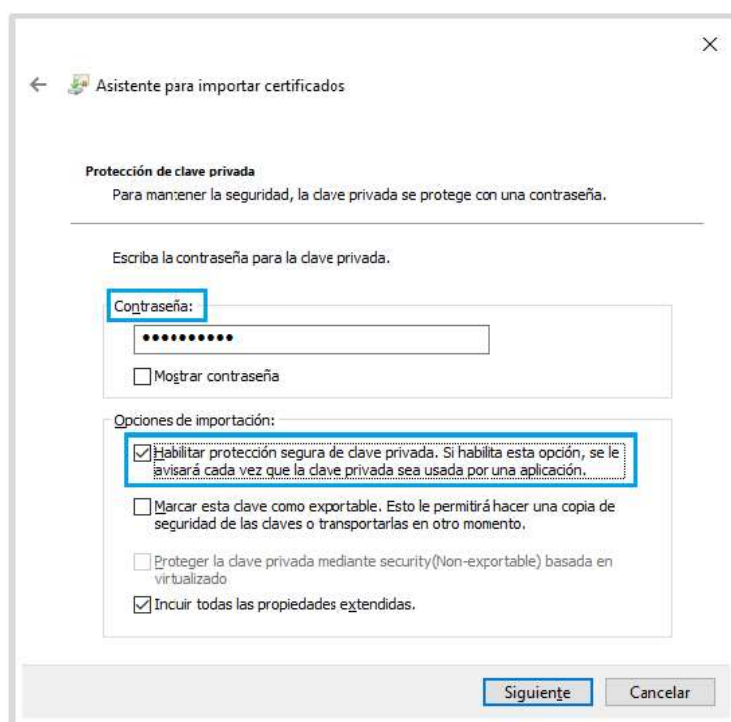 Asistente para importar certificados
Protección de clave privada
Para mantener la seguridad, la clave privada se protege con una contraseña.
Escriba la contraseña para la clave privada.
Contraseña:
••••••••••
Mostrar contraseña
Opciones de importación:
Habilitar protección segura de clave privada. Si habilita esta opción, se le
avisará cada vez que la clave privada sea usada por una aplicación.
Marcar esta clave como exportable. Esto le permitirá hacer una copia de
seguridad de las claves o transportarlas en otro momento.
Proteger la clave privada mediante security(Non-exportable) basada en
virtualizado
Incuir todas las propiedades extendidas.
Siguiente
Cancelar